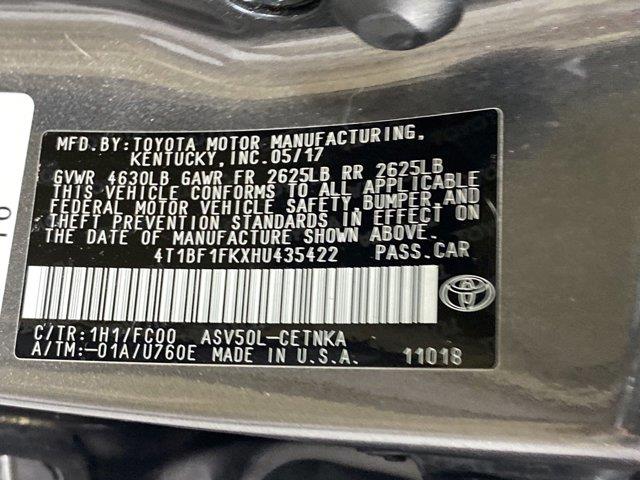 MFD.BY:TOYOTA MOTOR MANUFACTURING,
KENTUCKY,INC.05/17
GVWR 4630LB GAWR FR 2625LB RR 2625LB
THIS VEHICLE CONFORMS TO ALL APPLICABLE
FEDERAL MOTOR VEHICLE SAFETY,BUMPER,AND
THEFT PREVENTION STANDARDS IN EFFECT ON
THE DATE OF MANUFACTURE SHOWN ABOVE.
4T1BF1FKXHU435422 PASS.CAR
C/TR:1H1/FC00 ASV50L-CETNKA
A/TM:-01A/U760E MADE IN U.S.A. 11018